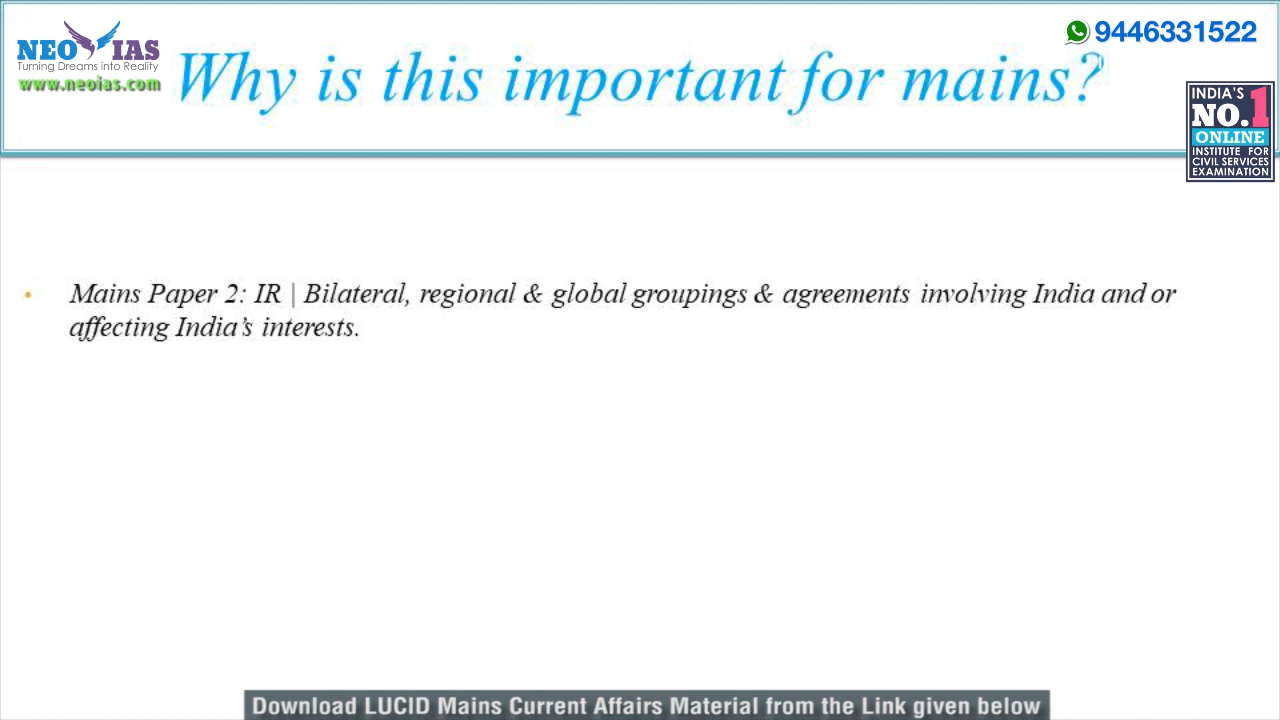 NEO IAS
Turning Dreams into Reality
www.neoias.com
Why is this important for mains?
9446331522
INDIA'S
NO.1
ONLINE
INSTITUTE FOR
CIVIL SERVICES
EXAMINATION
• Mains Paper 2: IR | Bilateral, regional & global groupings & agreements involving India and or
affecting India's interests.
Download LUCID Mains Current Affairs Material from the Link given below